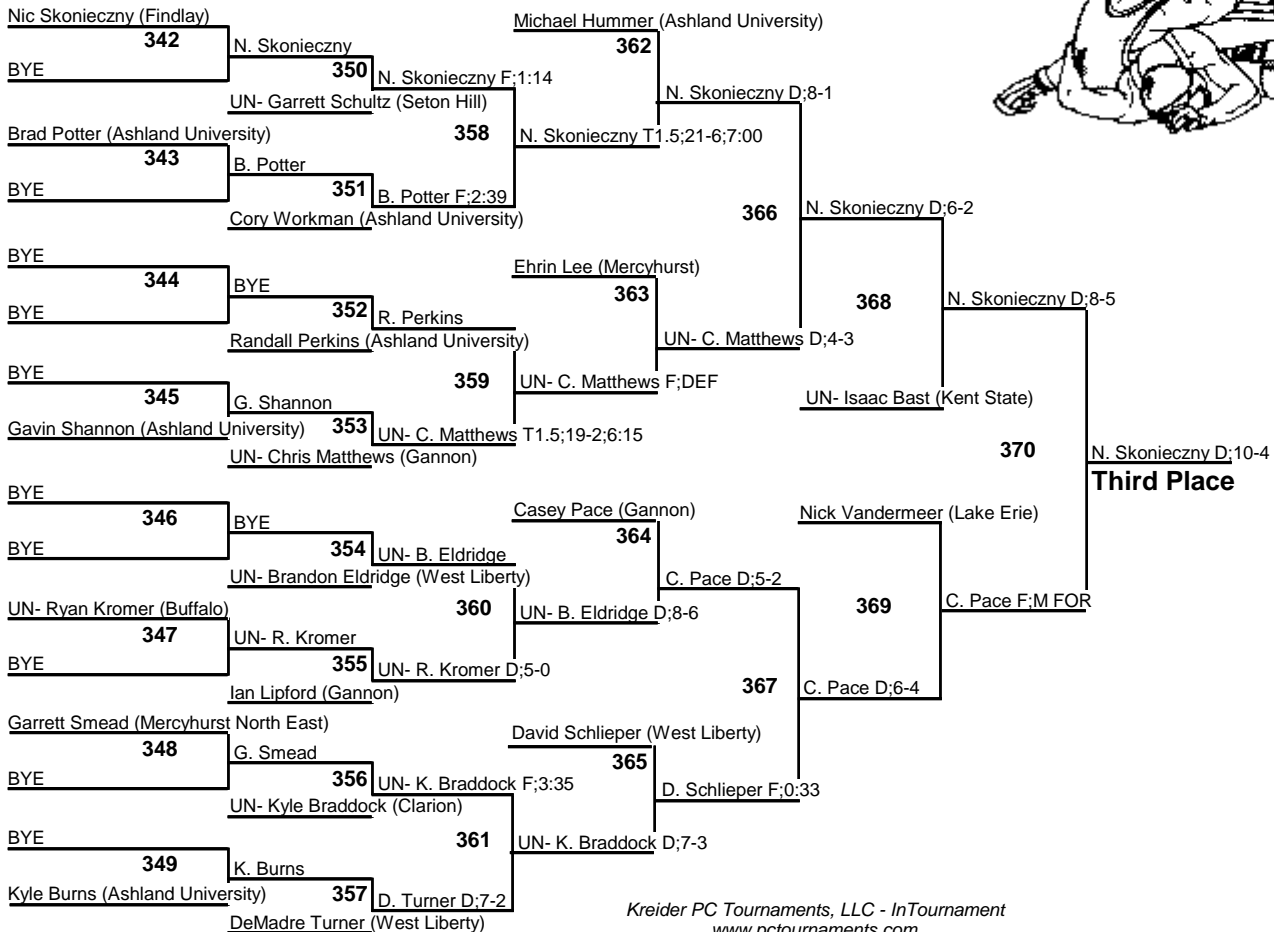 Nic Skonieczny (Findlay)
342
BYE
N. Skonieczny
350
UN- Garrett Schultz (Seton Hill)
N. Skonieczny F;1:14
Brad Potter (Ashland University)
343
BYE
B. Potter
351
Cory Workman (Ashland University)
B. Potter F;2:39
358
N. Skonieczny T1.5;21-6;7:00
Michael Hummer (Ashland University)
362
N. Skonieczny D;8-1
BYE
344
BYE
BYE
352
Randall Perkins (Ashland University)
R. Perkins
BYE
345
Gavin Shannon (Ashland University)
G. Shannon
353
UN- Chris Matthews (Gannon)
UN- C. Matthews T1.5;19-2;6:15
359
UN- C. Matthews F;DEF
Ehrin Lee (Mercyhurst)
363
UN- C. Matthews D;4-3
366
N. Skonieczny D;6-2
368
UN- Isaac Bast (Kent State)
N. Skonieczny D;8-5
BYE
346
BYE
BYE
354
UN- Brandon Eldridge (West Liberty)
UN- B. Eldridge
UN- Ryan Kromer (Buffalo)
347
BYE
UN- R. Kromer
355
Ian Lipford (Gannon)
UN- R. Kromer D;5-0
360
UN- B. Eldridge D;8-6
Casey Pace (Gannon)
364
C. Pace D;5-2
Garrett Smead (Mercyhurst North East)
348
BYE
G. Smead
356
UN- Kyle Braddock (Clarion)
UN- K. Braddock F;3:35
BYE
349
Kyle Burns (Ashland University)
K. Burns
357
DeMadre Turner (West Liberty)
D. Turner D;7-2
361
UN- K. Braddock D;7-3
David Schlieper (West Liberty)
365
D. Schlieper F;0:33
367
C. Pace D;6-4
Nick Vandermeer (Lake Erie)
369
C. Pace F;M FOR
370
N. Skonieczny D;10-4
Third Place
Kreider PC Tournaments, LLC - InTournament
www.pctournaments.com